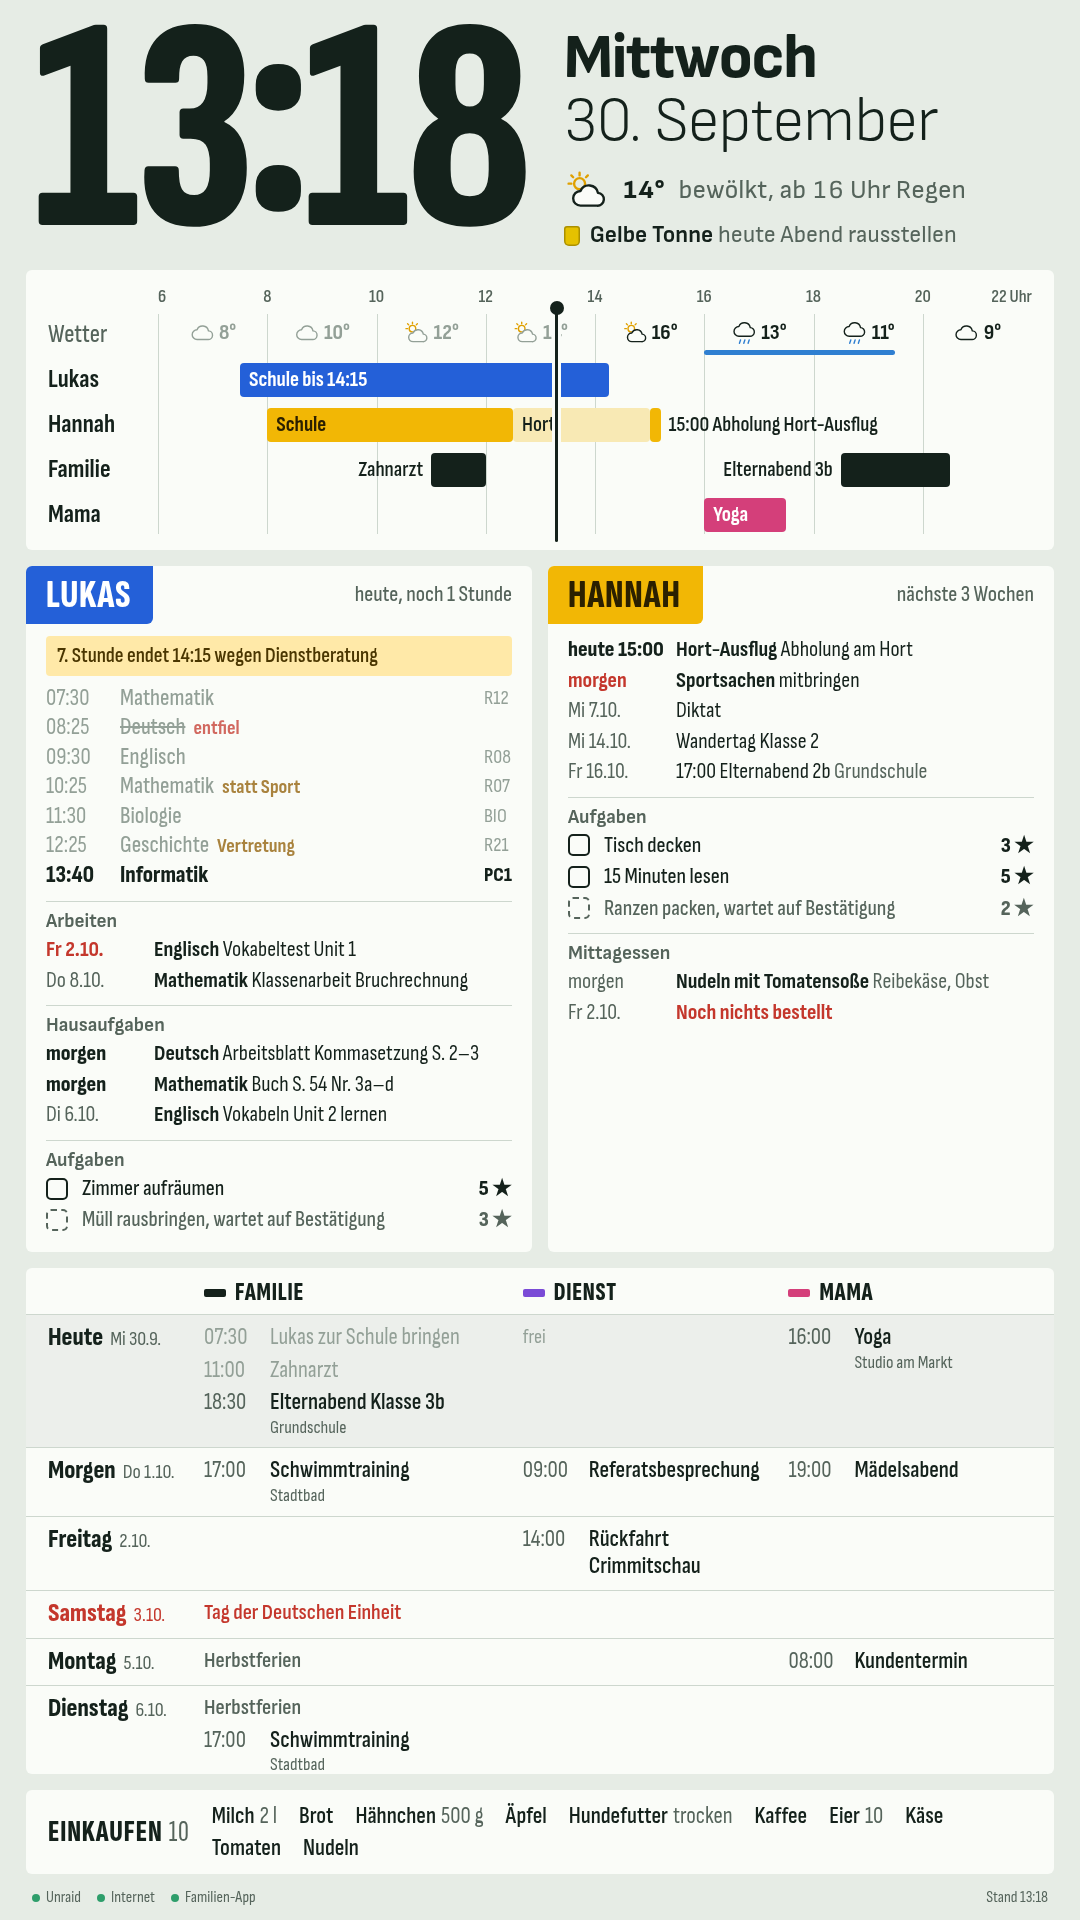 13:18
Mittwoch
30. September
14° bewölkt, ab 16 Uhr Regen
Gelbe Tonne heute Abend rausstellen
6 8 10 12 14 16 18 20 22 Uhr
Wetter 8° 10° 12° 16° 13° 11° 9°
Lukas Schule bis 14:15
Hannah Schule Hort 15:00 Abholung Hort-Ausflug
Familie Zahnarzt Elternabend 3b
Mama Yoga
LUKAS heute, noch 1 Stunde
7. Stunde endet 14:15 wegen Dienstberatung
07:30 Mathematik R12
08:25 Deutsch entfiel
09:30 Englisch R08
10:25 Mathematik statt Sport R07
11:30 Biologie BIO
12:25 Geschichte Vertretung R21
13:40 Informatik PC1
Arbeiten
Fr 2.10. Englisch Vokabeltest Unit 1
Do 8.10. Mathematik Klassenarbeit Bruchrechnung
Hausaufgaben
morgen Deutsch Arbeitsblatt Kommasetzung S. 2–3
morgen Mathematik Buch S. 54 Nr. 3a–d
Di 6.10. Englisch Vokabeln Unit 2 lernen
Aufgaben
Zimmer aufräumen 5 ★
Müll rausbringen, wartet auf Bestätigung 3 ★
HANNAH nächste 3 Wochen
heute 15:00 Hort-Ausflug Abholung am Hort
morgen Sportsachen mitbringen
Mi 7.10. Diktat
Mi 14.10. Wandertag Klasse 2
Fr 16.10. 17:00 Elternabend 2b Grundschule
Aufgaben
Tisch decken 3 ★
15 Minuten lesen 5 ★
Ranzen packen, wartet auf Bestätigung 2 ★
Mittagessen
morgen Nudeln mit Tomatensoße Reibekäse, Obst
Fr 2.10. Noch nichts bestellt
FAMILIE DIENST MAMA
Heute Mi 30.9. 07:30 Lukas zur Schule bringen frei 16:00 Yoga
Studio am Markt
11:00 Zahnarzt
18:30 Elternabend Klasse 3b
Grundschule
Morgen Do 1.10. 17:00 Schwimmtraining 09:00 Referatsbesprechung 19:00 Mädelsabend
Stadtbad
Freitag 2.10. 14:00 Rückfahrt
Crimmitschau
Samstag 3.10. Tag der Deutschen Einheit
Montag 5.10. Herbstferien 08:00 Kundentermin
Dienstag 6.10. Herbstferien
17:00 Schwimmtraining
Stadtbad
EINKAUFEN 10 Milch 2 l Brot Hähnchen 500 g Äpfel Hundefutter trocken Kaffee Eier 10 Käse
Tomaten Nudeln
Unraid Internet Familien-App Stand 13:18